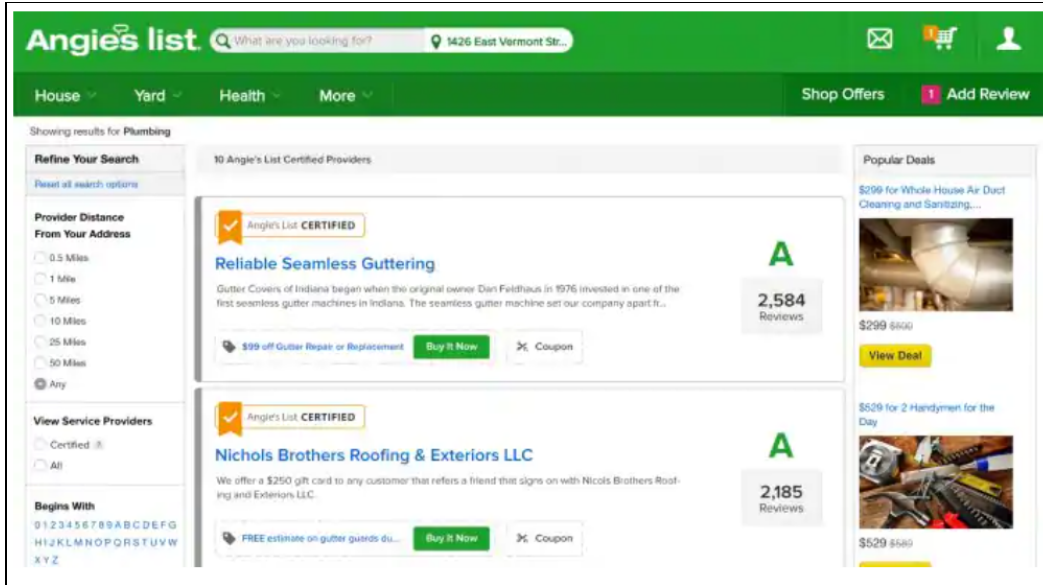 Angie's list.
What are you looking for?
1426 East Vermont Str...
1
House
Yard
Health
More
Shop Offers
1 Add Review
Showing results for Plumbing
Refine Your Search
Reset all search options
Provider Distance
From Your Address
0.5 Miles
1 Mile
5 Miles
10 Miles
25 Miles
50 Miles
Any
View Service Providers
Certified
All
Begins With
0 1 2 3 4 5 6 7 8 9 A B C D E F G
H I J K L M N O P Q R S T U V W
X Y Z
10 Angie's List Certified Providers
Angie's List CERTIFIED
Reliable Seamless Guttering
Gutter Covers of Indiana began when the original owner Dan Feldhaus in 1976 invested in one of the
first seamless gutter machines in Indiana. The seamless gutter machine set our company apart fr...
$99 off Gutter Repair or Replacement
Buy It Now
Coupon
A
2,584
Reviews
Angie's List CERTIFIED
Nichols Brothers Roofing & Exteriors LLC
We offer a $250 gift card to any customer that refers a friend that signs on with Nicols Brothers Roof-
ing and Exteriors LLC.
FREE estimate on gutter guards du...
Buy It Now
Coupon
A
2,185
Reviews
Popular Deals
$299 for Whole House Air Duct
Cleaning and Sanitizing,...
$299
View Deal
$529 for 2 Handymen for the
Day
$529 $580